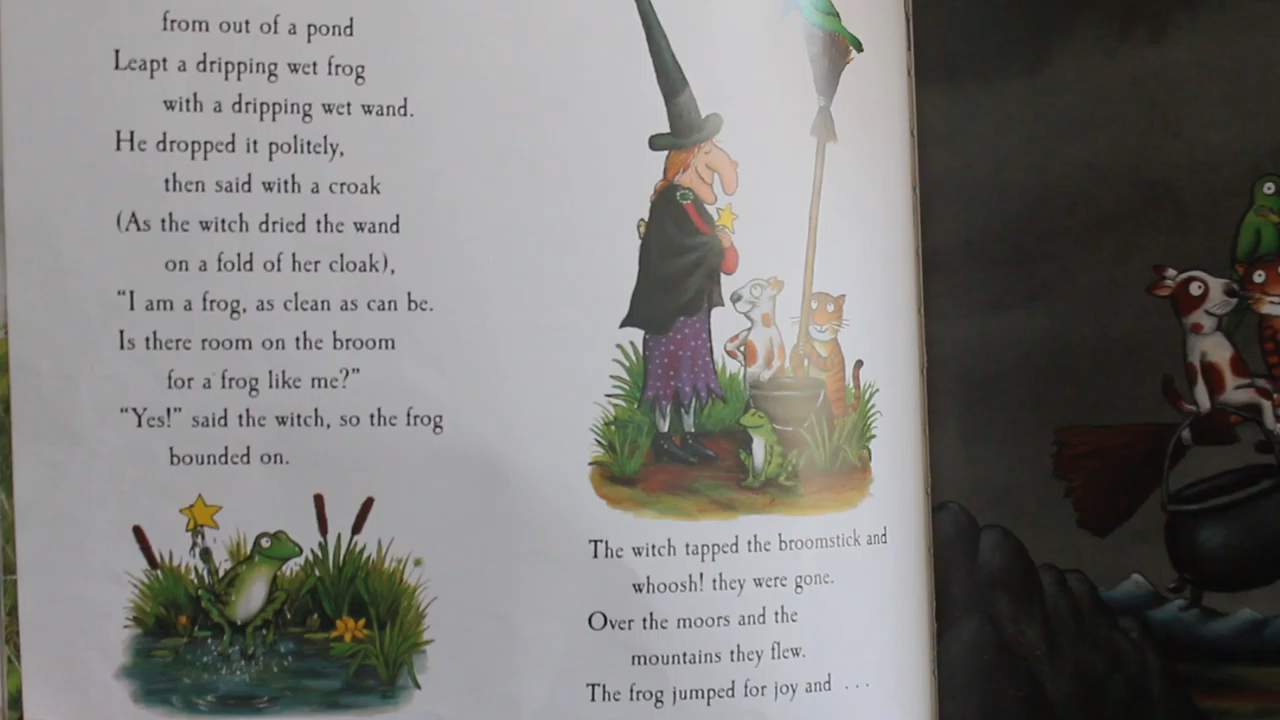 from out of a pond
Leapt a dripping wet frog
with a dripping wet wand.
He dropped it politely,
then said with a croak
(As the witch dried the wand
on a fold of her cloak),
“I am a frog, as clean as can be.
Is there room on the broom
for a frog like me?”
“Yes!” said the witch, so the frog
bounded on.
The witch tapped the broomstick and
whoosh! they were gone.
Over the moors and the
mountains they flew.
The frog jumped for joy and . . .